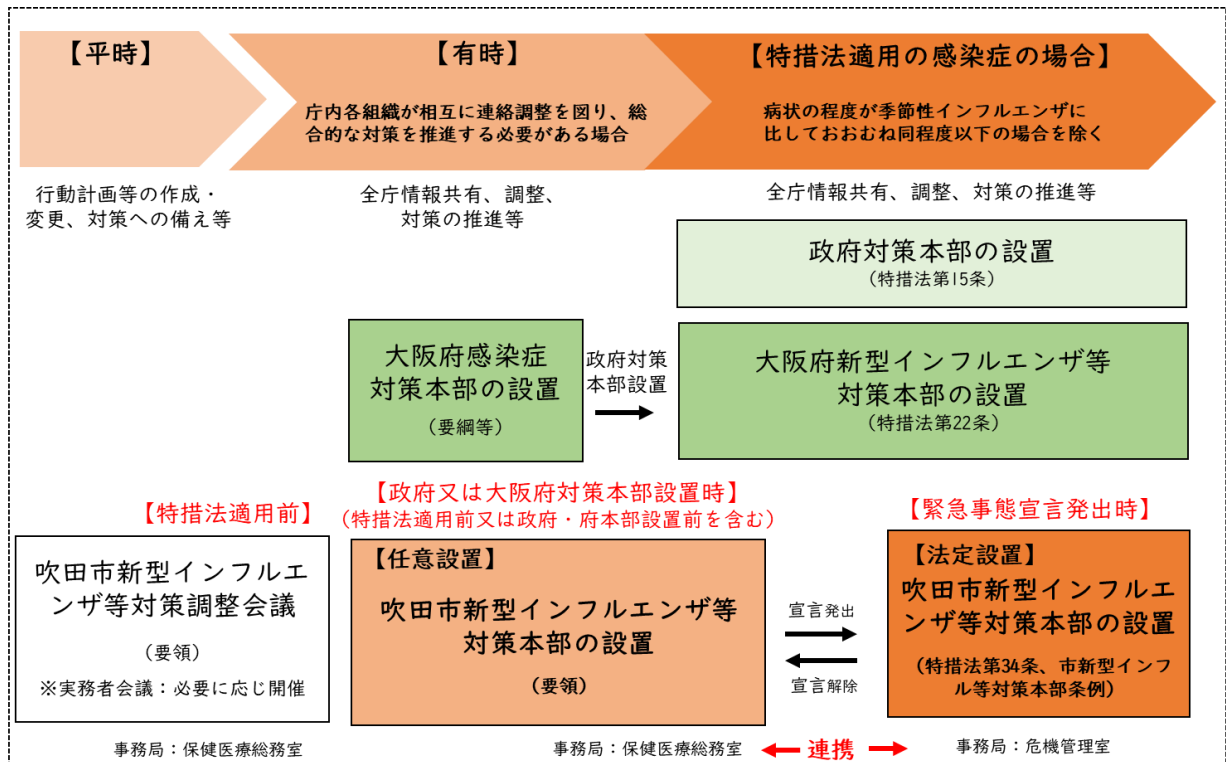 【平時】
【有時】
【特措法適用の感染症の場合】
庁内各組織が相互に連絡調整を図り、総
合的な対策を推進する必要がある場合
病状の程度が季節性インフルエンザに
比しておおむね同程度以下の場合を除く
行動計画等の作成・
変更、対策への備え等
全庁情報共有、調整、
対策の推進等
全庁情報共有、調整、対策の推進等
政府対策本部の設置
（特措法第15条）
大阪府感染症
対策本部の設置
（要綱等）
政府対策
本部設置
大阪府新型インフルエンザ等
対策本部の設置
（特措法第22条）
【特措法適用前】
【政府又は大阪府対策本部設置時】
（特措法適用前又は政府・府本部設置前を含む）
【緊急事態宣言発出時】
吹田市新型インフルエ
ンザ等対策調整会議
（要領）
※実務者会議：必要に応じ開催
【任意設置】
吹田市新型インフルエンザ等
対策本部の設置
（要領）
宣言発出
宣言解除
【法定設置】
吹田市新型インフルエ
ンザ等対策本部の設置
（特措法第34条、市新型インフ
ル等対策本部条例）
事務局：保健医療総務室
事務局：保健医療総務室
連携
事務局：危機管理室